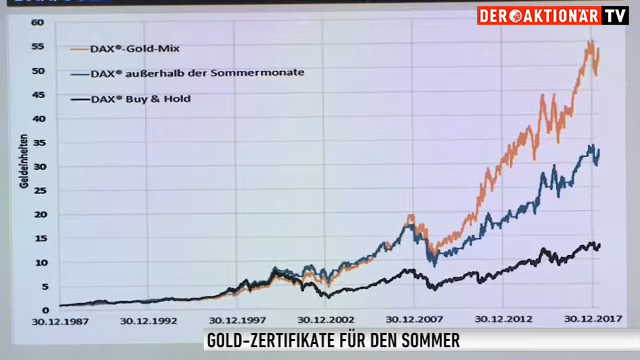 DER AKTIONÄR TV
60
55
50
45
40
35
30
25
20
15
10
5
0
Geldeinheiten
DAX®-Gold-Mix
DAX® außerhalb der Sommermonate
DAX® Buy & Hold
30.12.1987 30.12.1992 30.12.1997 30.12.2002 30.12.2007 30.12.2012 30.12.2017
GOLD-ZERTIFIKATE FÜR DEN SOMMER